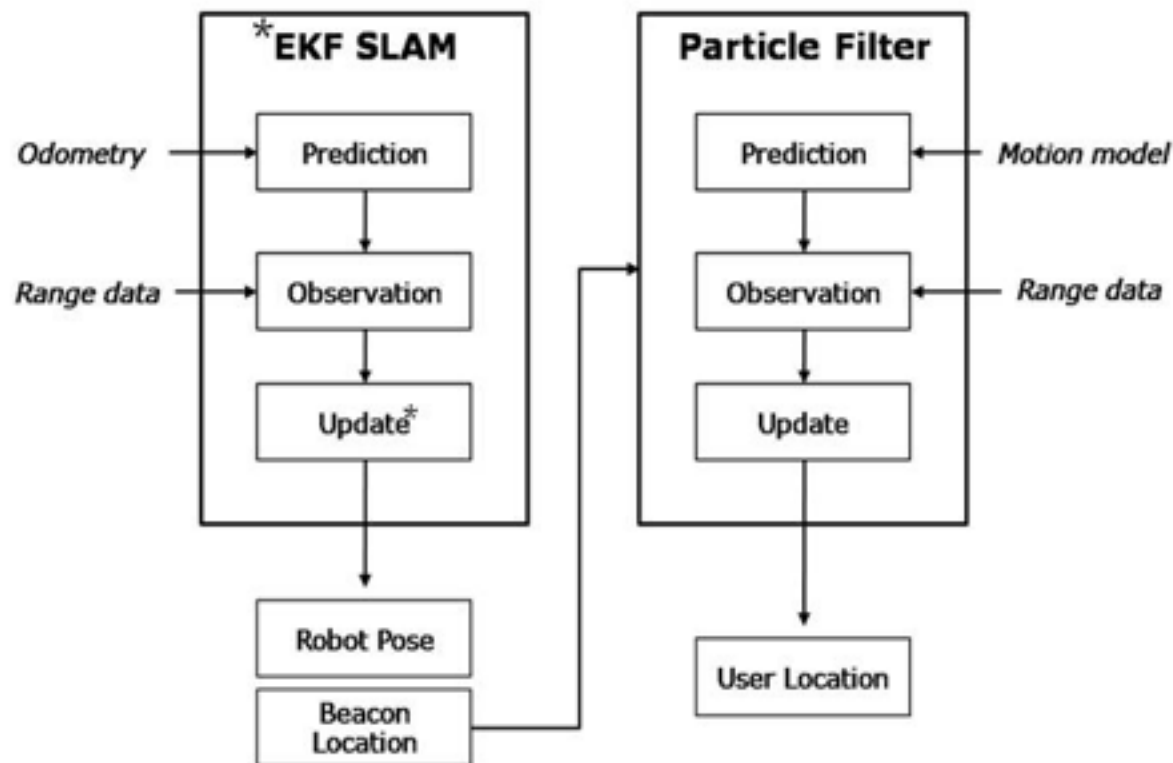 *EKF SLAM
Odometry
Prediction
Range data
Observation
Update*
Robot Pose
Beacon
Location
Particle Filter
Prediction
Motion model
Observation
Range data
Update
User Location